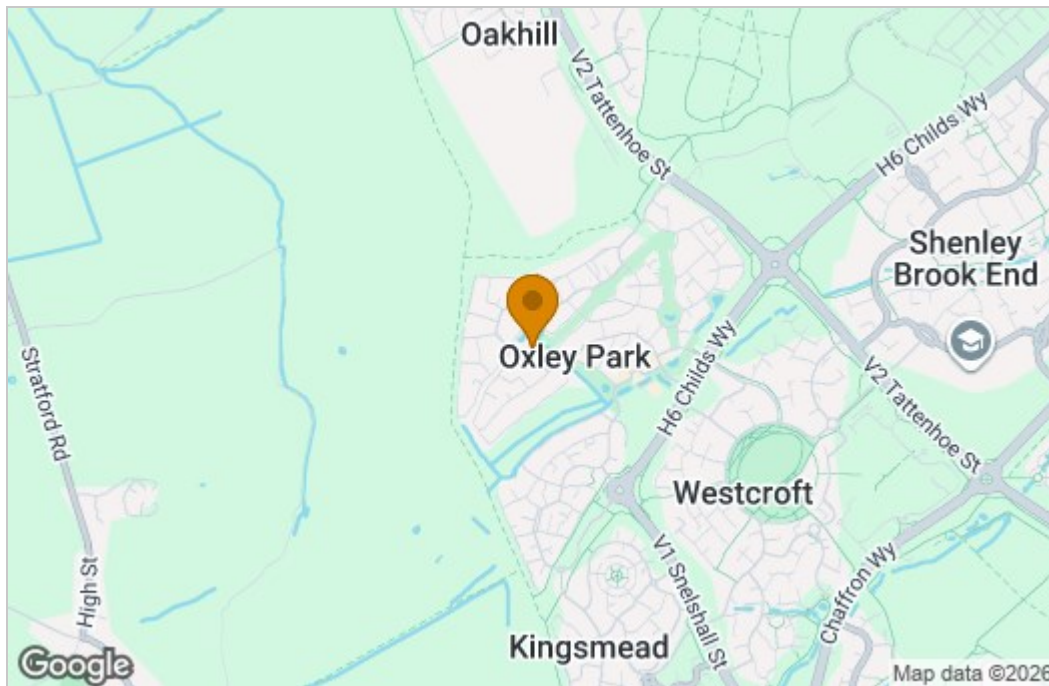 Oakhill
V2 Tattenhoe St
H6 Childs Wy
Shenley
Brook End
Oxley Park
H6 Childs Wy
V2 Tattenhoe St
Stratford Rd
Westcroft
V1 Snelshall St
Chaffron Wy
High St
Kingsmead
Google
Map data ©2026